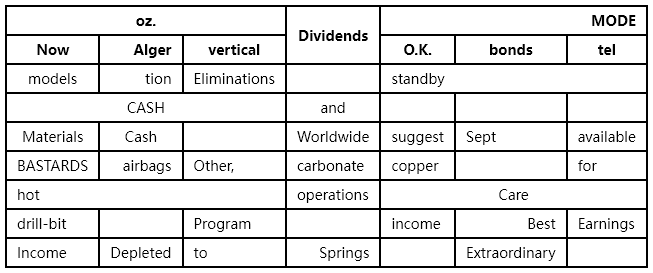 oz. Dividends MODE
Now Alger vertical O.K. bonds tel
models tion Eliminations standby
CASH and
Materials Cash Worldwide suggest Sept available
BASTARDS airbags Other, carbonate copper for
hot operations Care
drill-bit Program income Best Earnings
Income Depleted to Springs Extraordinary